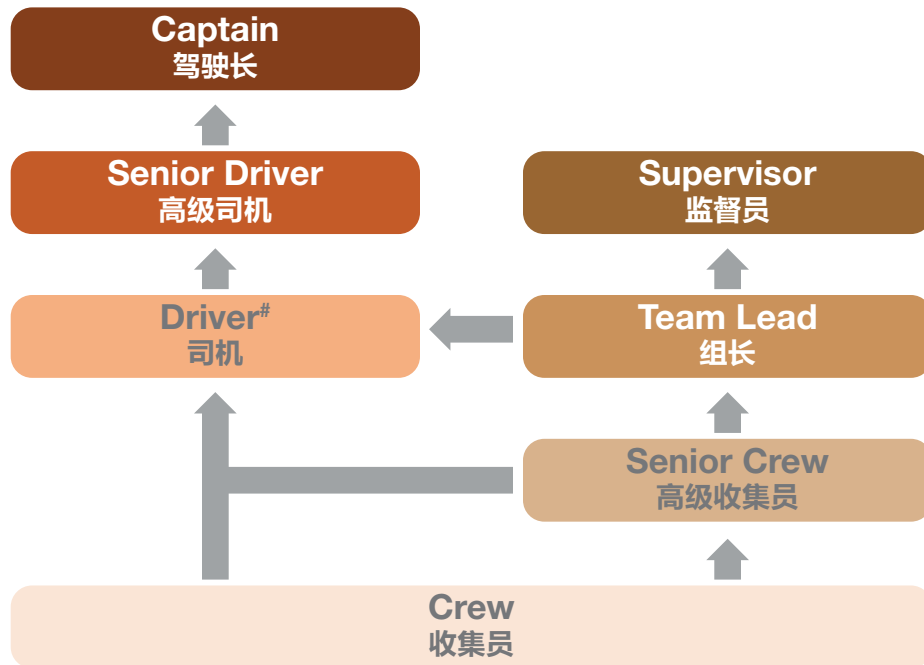 Captain
驾驶长
Senior Driver
高级司机
Supervisor
监督员
Driver#
司机
Team Lead
组长
Senior Crew
高级收集员
Crew
收集员